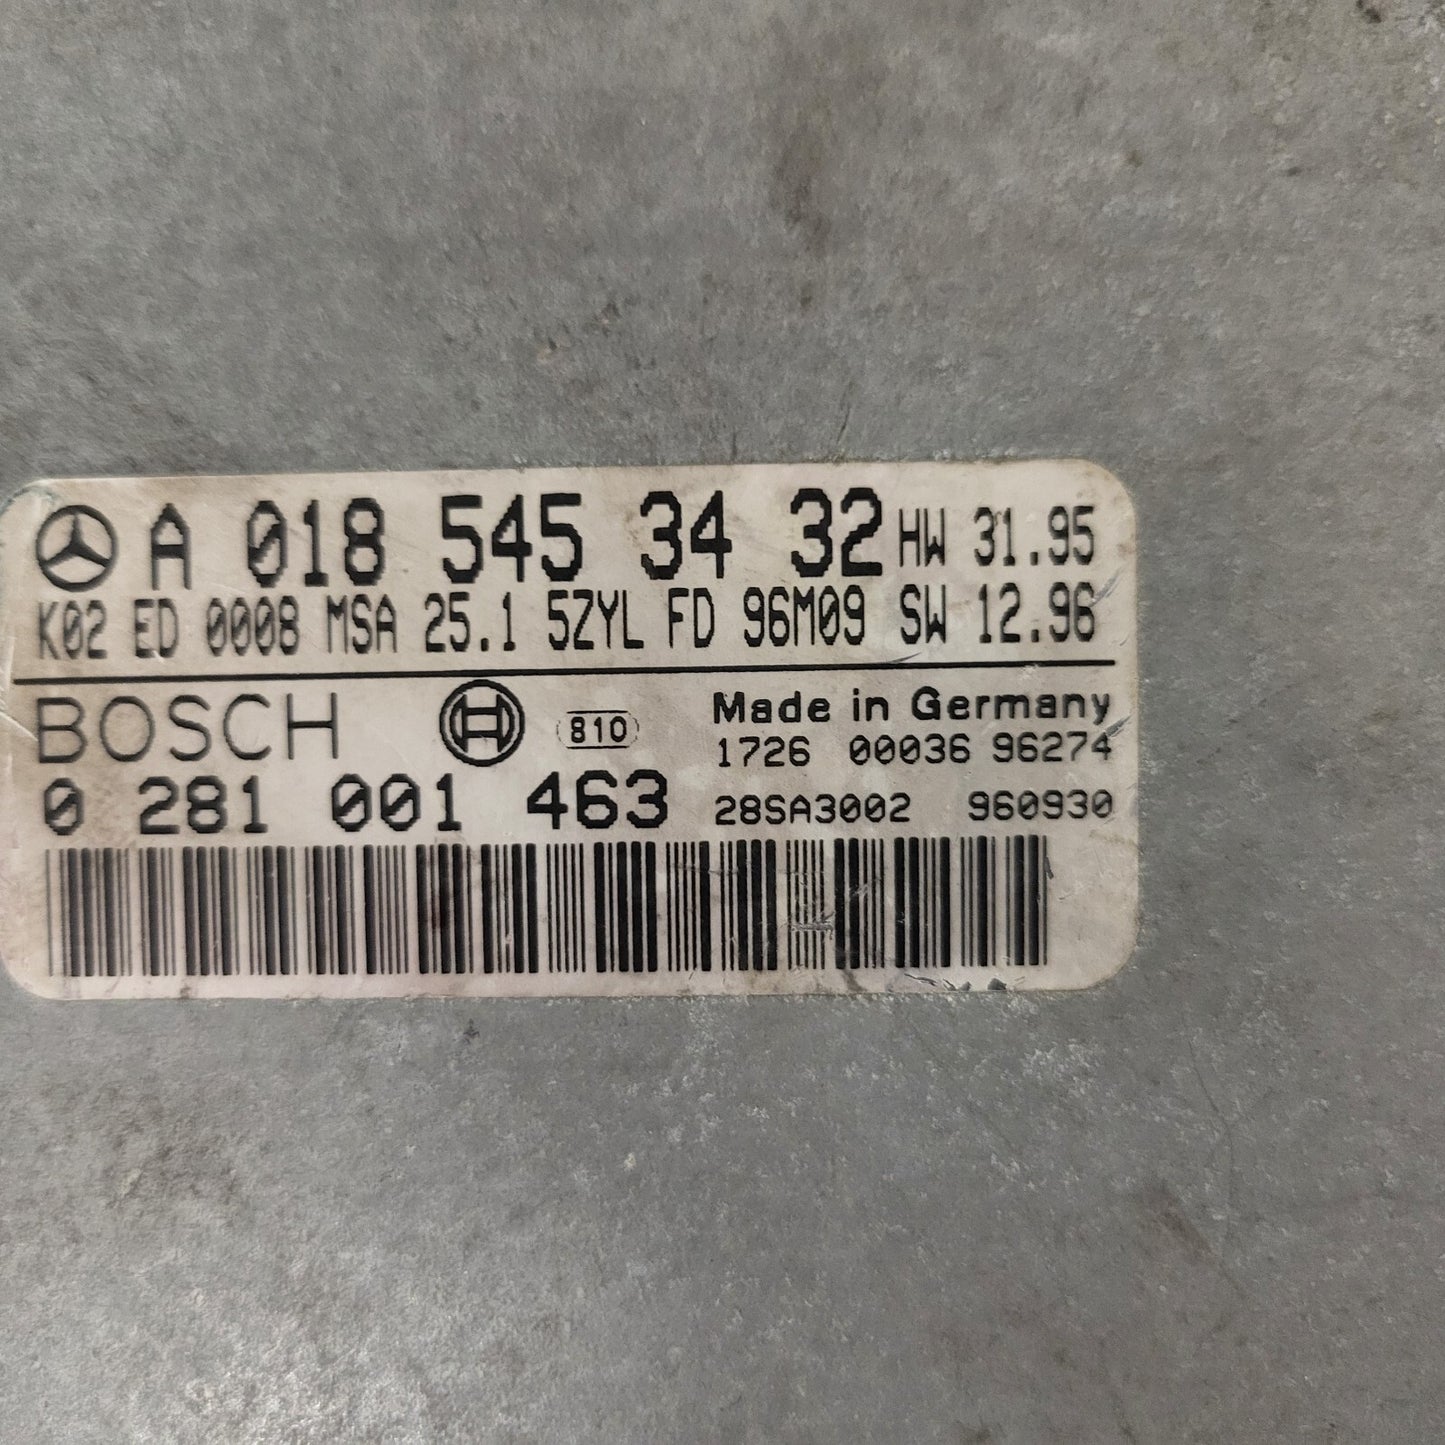 A 018 545 34 32 HW 31.95
K02 ED 0008 MSA 25.1 5ZYL FD 96M09 SW 12.96
BOSCH 810 Made in Germany
1726 00036 96274
0 281 001 463 28SA3002 960930